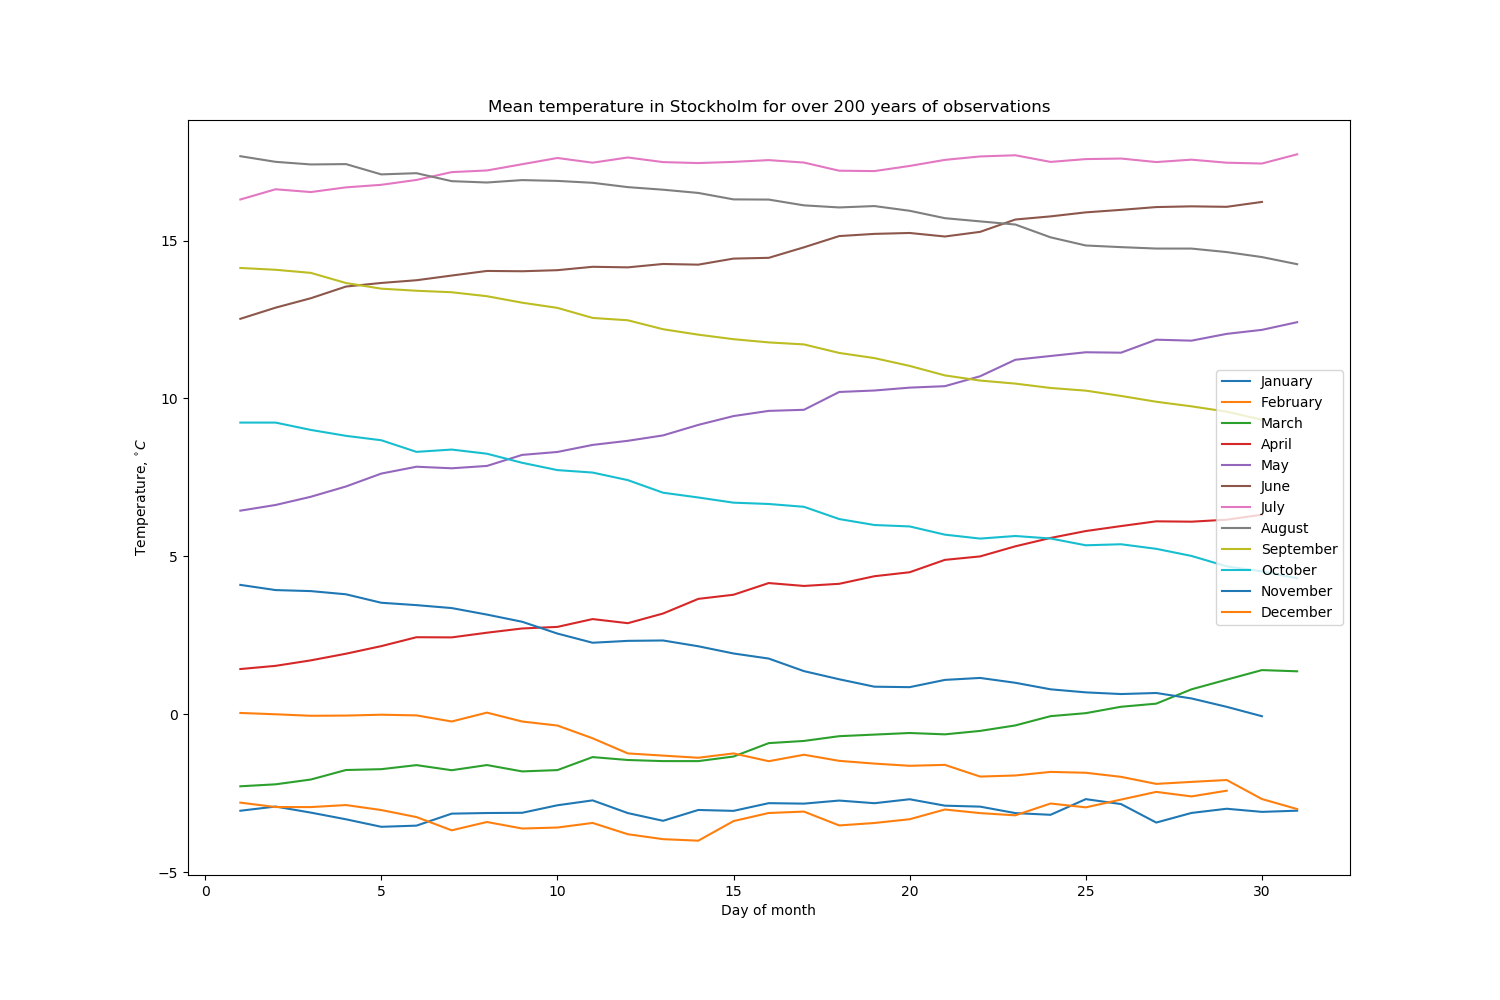 Mean temperature in Stockholm for over 200 years of observations
Temperature, °C
15
10
5
0
−5
0 5 10 15 20 25 30
Day of month
January
February
March
April
May
June
July
August
September
October
November
December